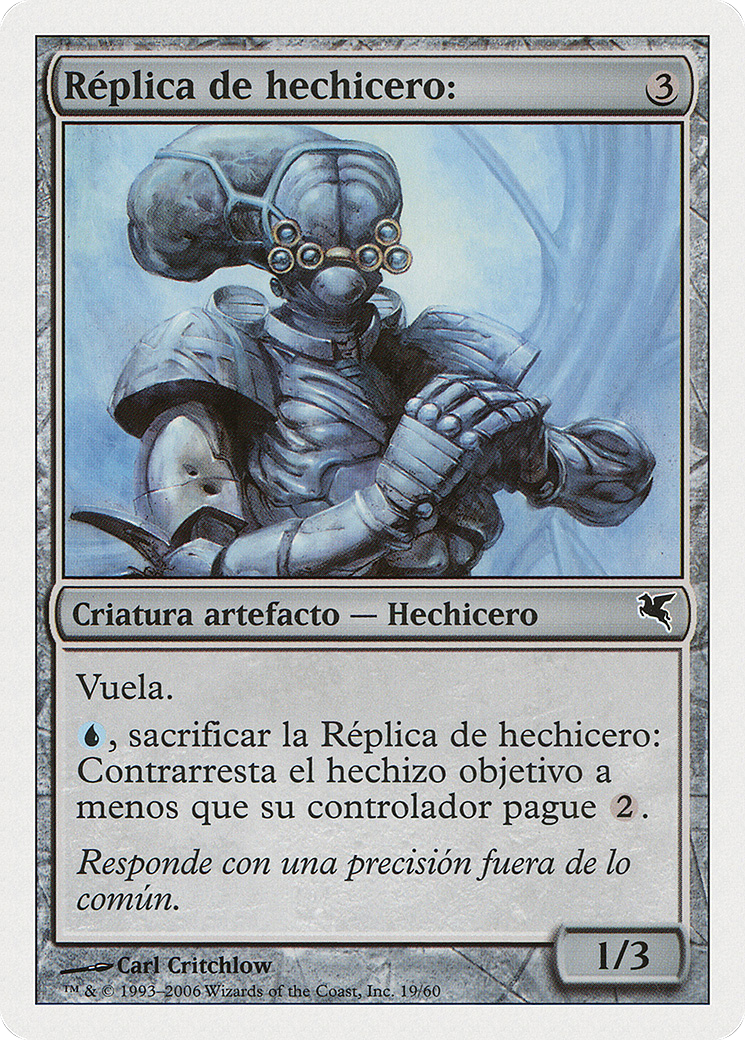 Réplica de hechicero:
3
Criatura artefacto — Hechicero
Vuela.
, sacrificar la Réplica de hechicero:
Contrarresta el hechizo objetivo a
menos que su controlador pague 2.
Responde con una precisión fuera de lo
común.
1/3
Carl Critchlow
™ & © 1993–2006 Wizards of the Coast, Inc. 19/60